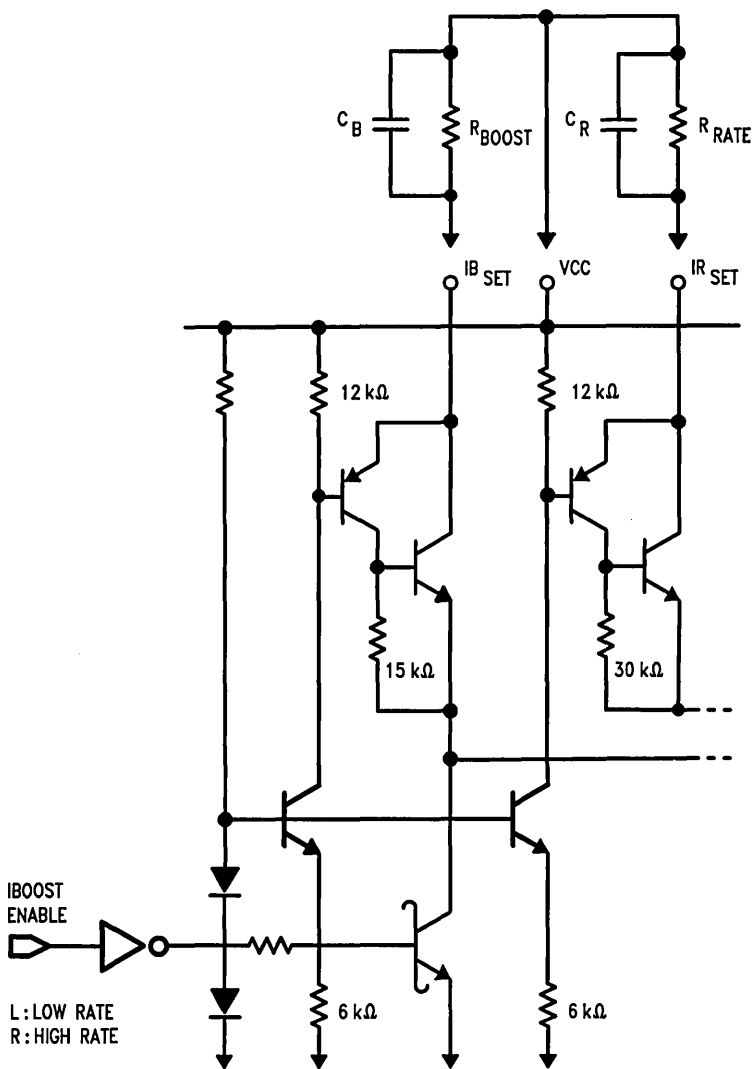 C B
R BOOST
C R
R RATE
IB SET
VCC
IR SET
12 kΩ
12 kΩ
15 kΩ
30 kΩ
IBOOST
ENABLE
L : LOW RATE
R : HIGH RATE
6 kΩ
6 kΩ